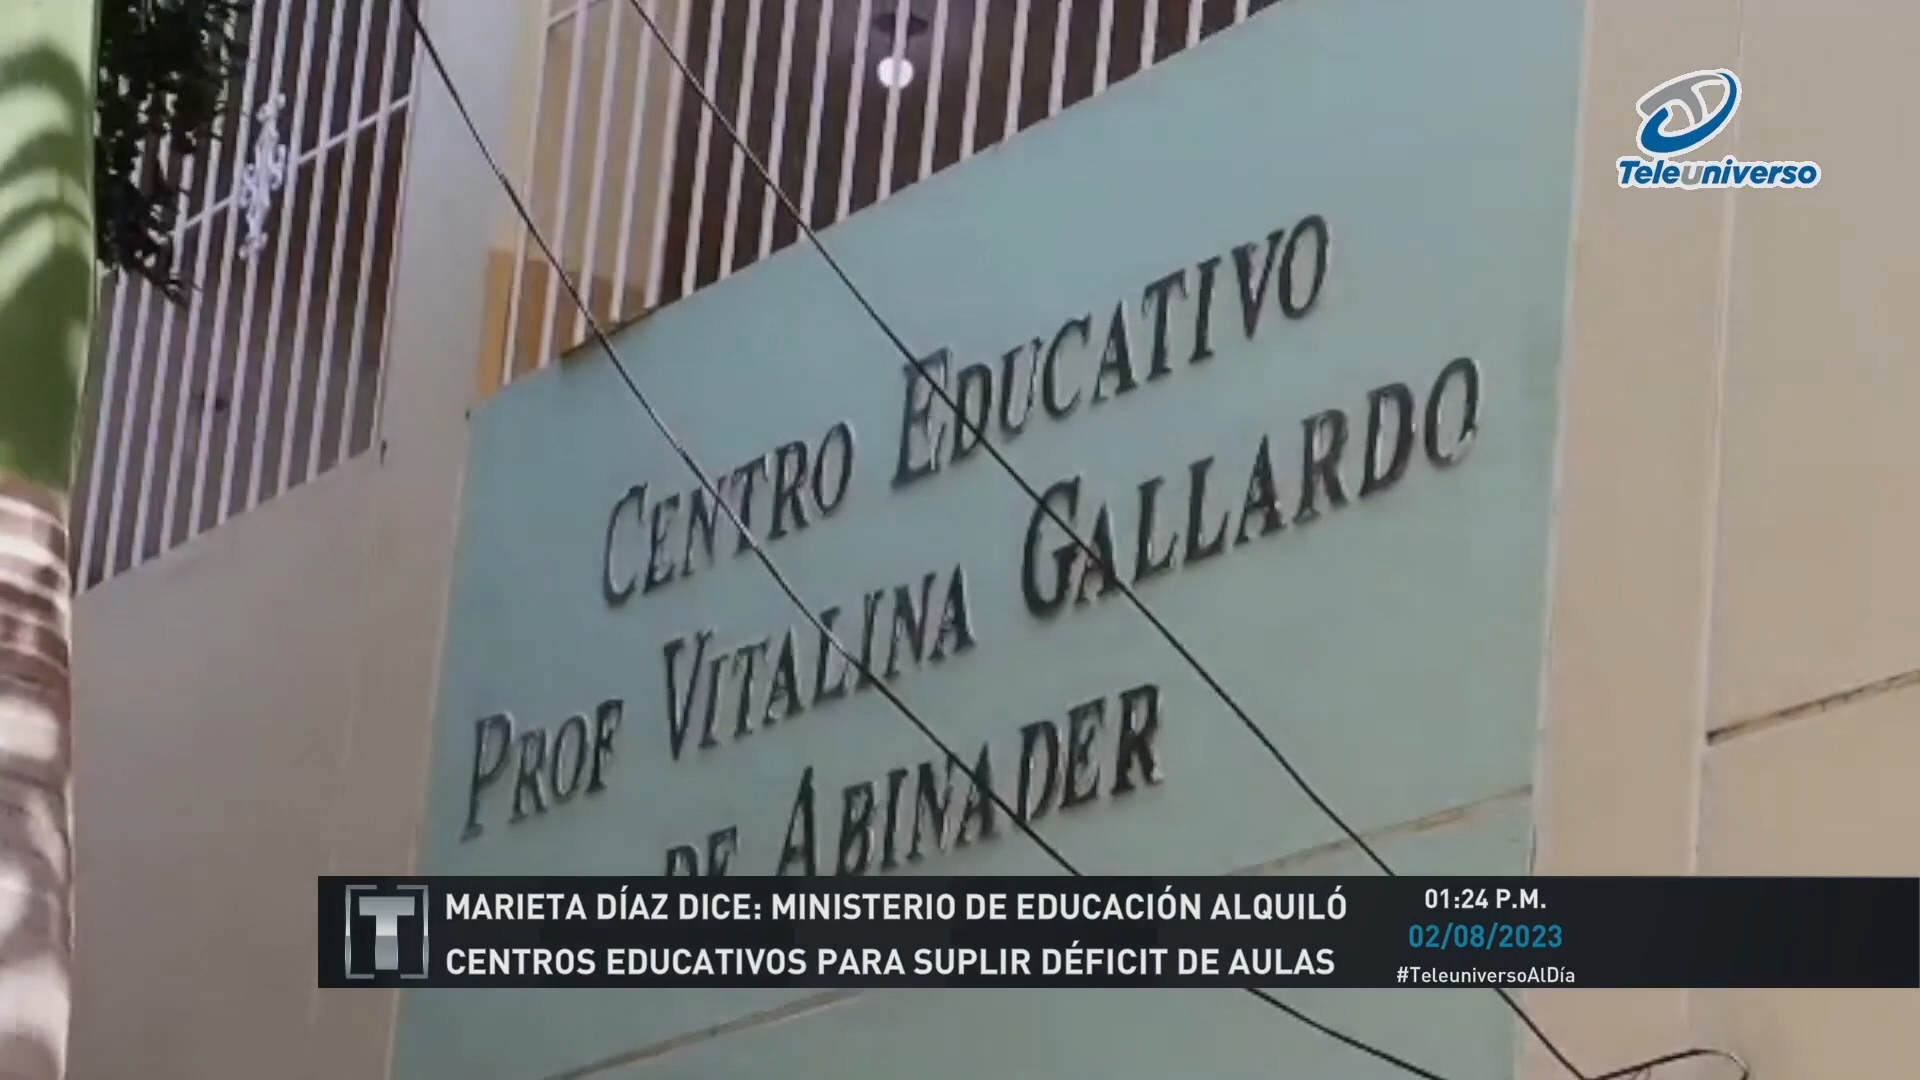 Teleuniverso
CENTRO EDUCATIVO
PROF VITALINA GALLARDO
DE ABINADER
T
MARIETA DÍAZ DICE: MINISTERIO DE EDUCACIÓN ALQUILÓ
CENTROS EDUCATIVOS PARA SUPLIR DÉFICIT DE AULAS
01:24 P.M.
02/08/2023
#TeleuniversoAlDía